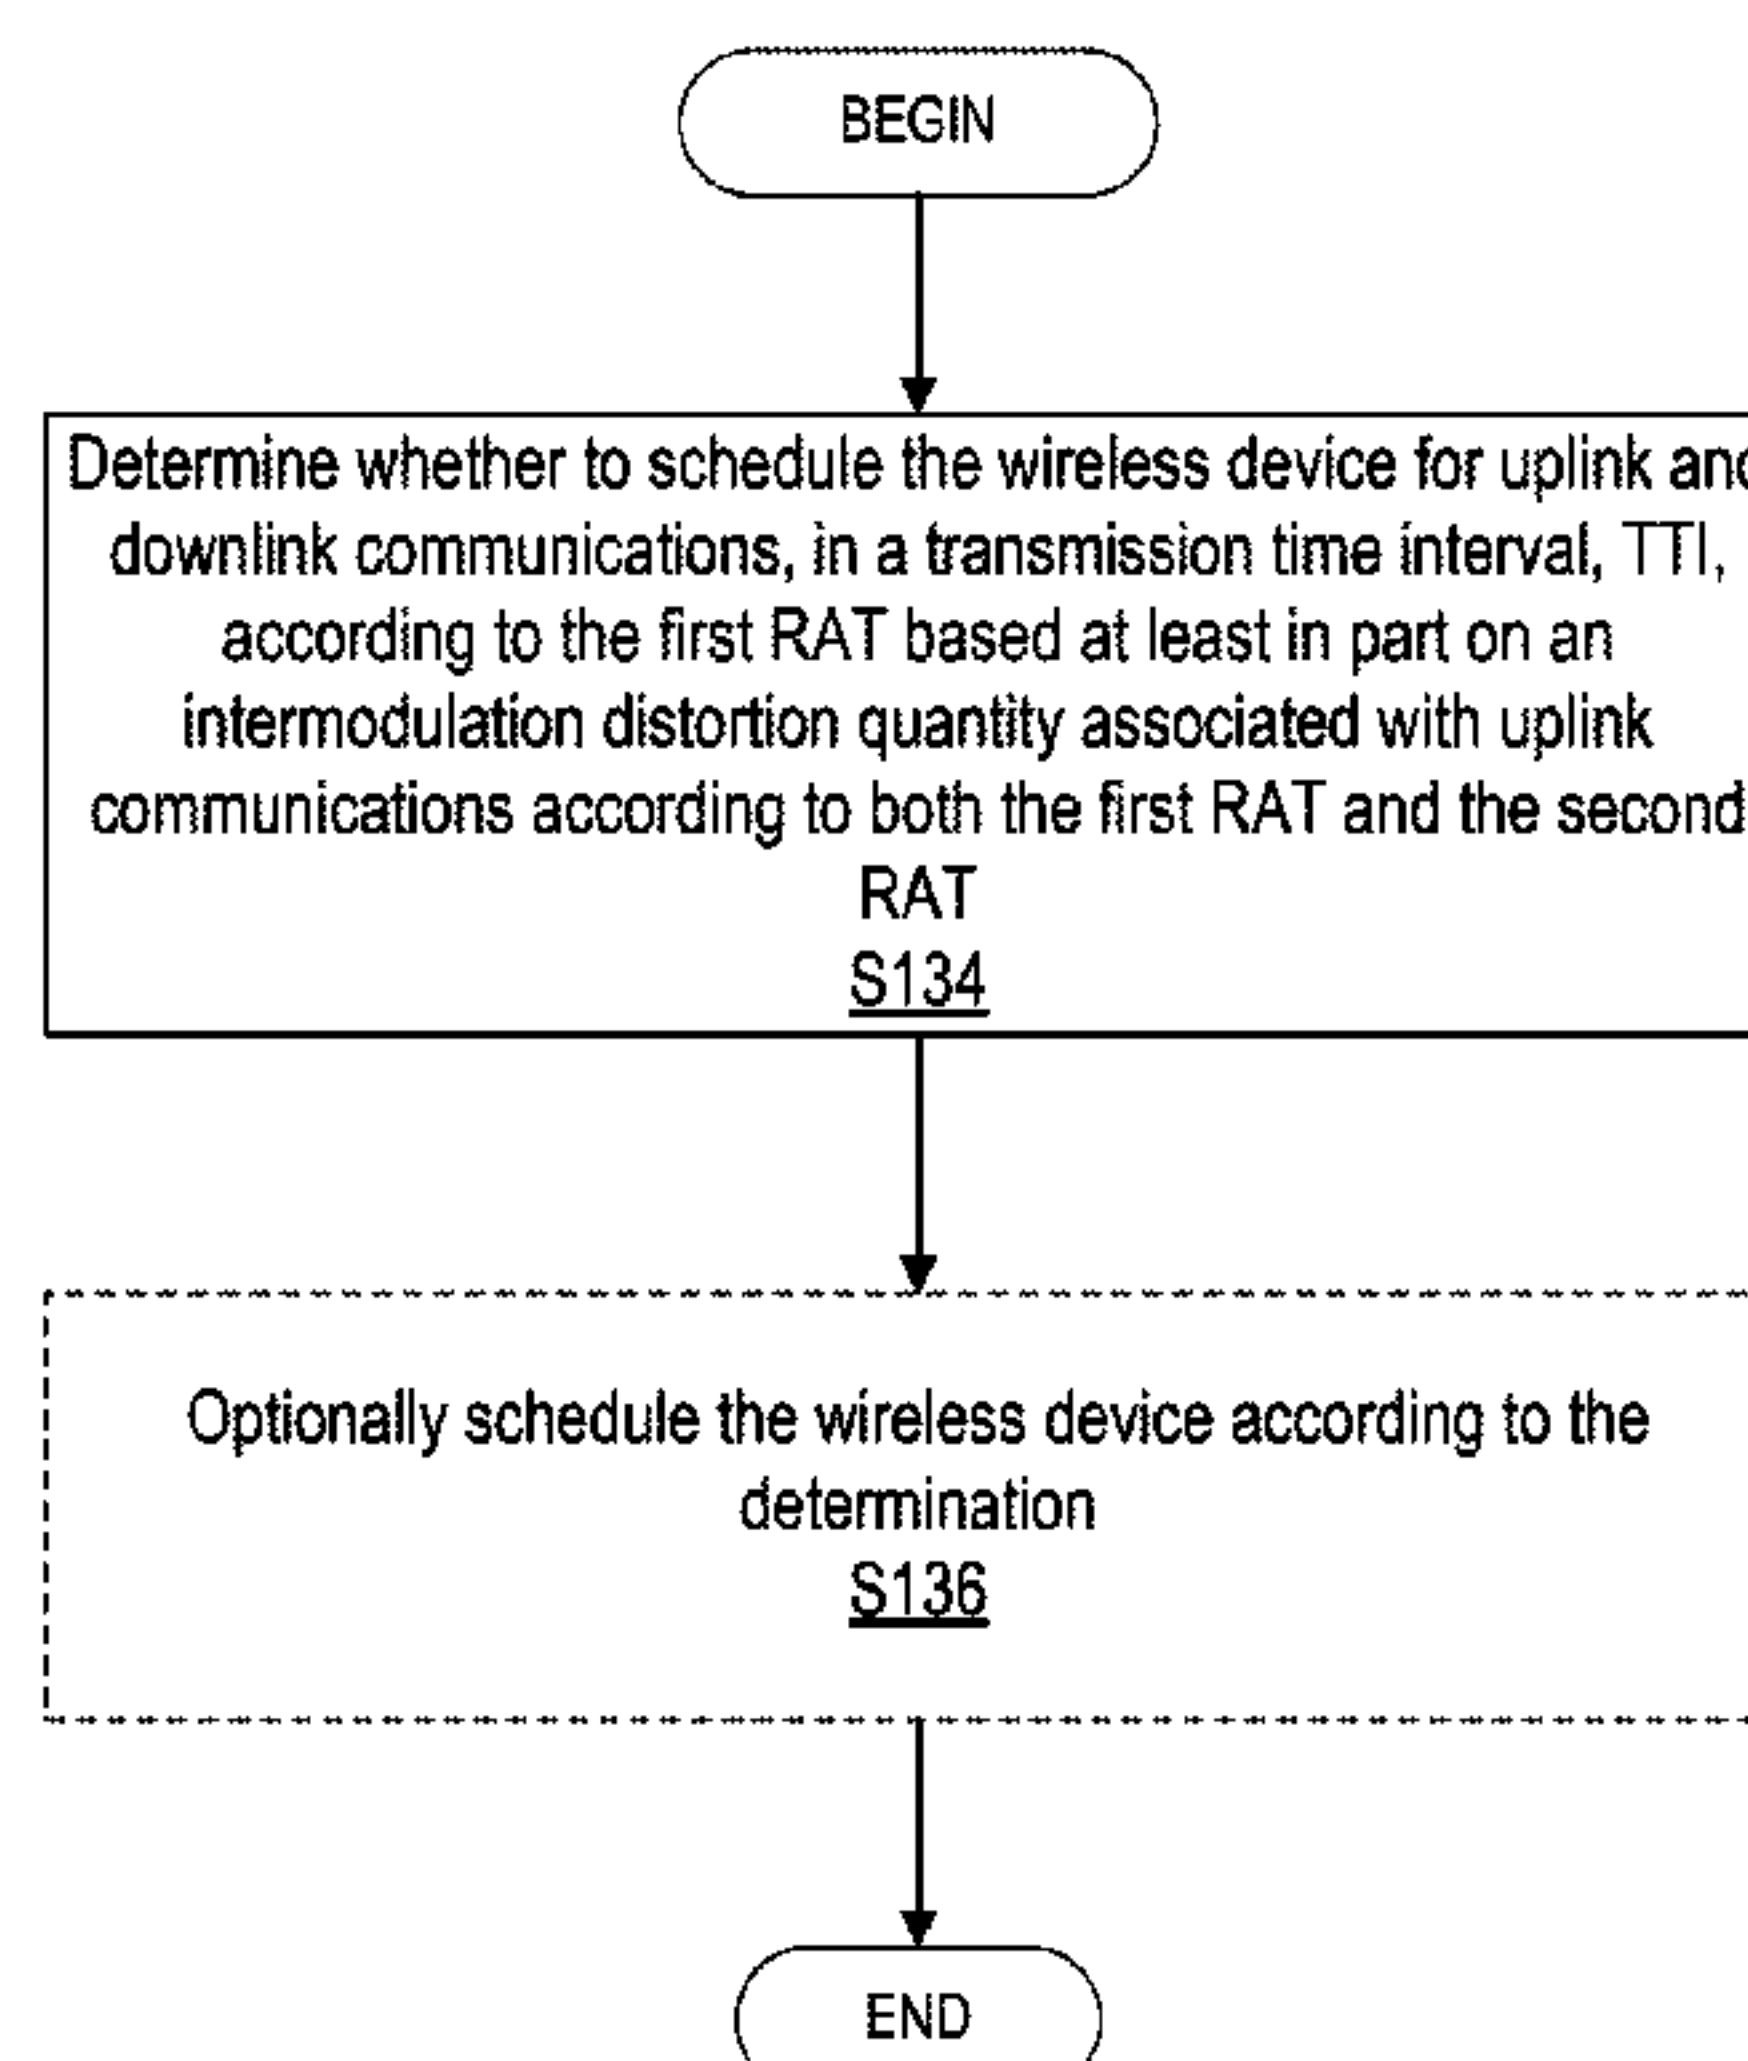 BEGIN
Determine whether to schedule the wireless device for uplink and
downlink communications, in a transmission time interval, TTI,
according to the first RAT based at least in part on an
intermodulation distortion quantity associated with uplink
communications according to both the first RAT and the second
RAT
S134
Optionally schedule the wireless device according to the
determination
S136
END